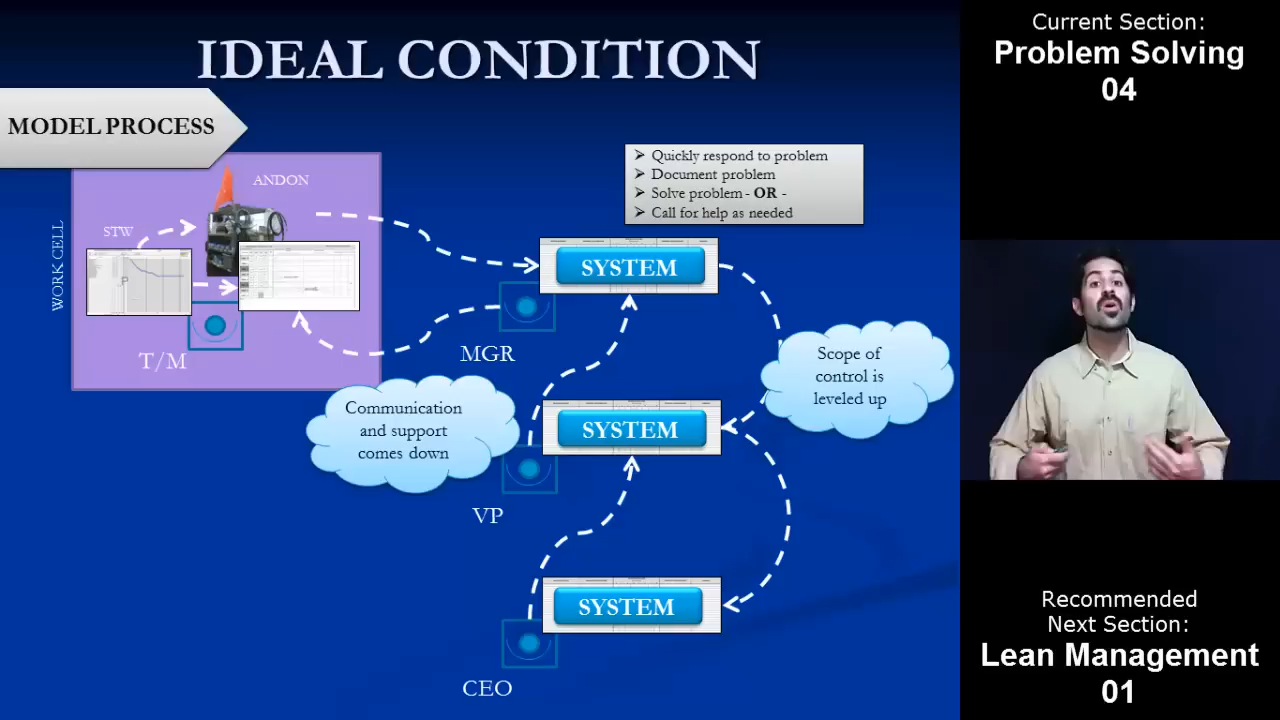 IDEAL CONDITION
MODEL PROCESS
WORK CELL
STW
ANDON
T/M
Quickly respond to problem
Document problem
Solve problem - OR -
Call for help as needed
SYSTEM
MGR
Scope of
control is
leveled up
Communication
and support
comes down
SYSTEM
VP
SYSTEM
CEO
Current Section:
Problem Solving
04
Recommended
Next Section:
Lean Management
01